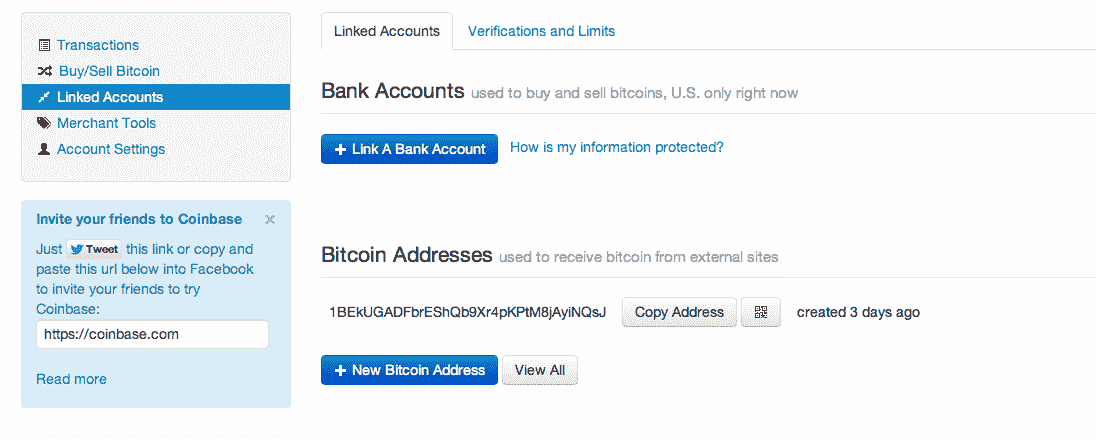 Transactions
Buy/Sell Bitcoin
Linked Accounts
Merchant Tools
Account Settings
Invite your friends to Coinbase
Just Tweet this link or copy and
paste this url below into Facebook
to invite your friends to try
Coinbase:
https://coinbase.com
Read more
Linked Accounts Verifications and Limits
Bank Accounts used to buy and sell bitcoins, U.S. only right now
+ Link A Bank Account How is my information protected?
Bitcoin Addresses used to receive bitcoin from external sites
1BEkUGADFbrEShQb9Xr4pKPtM8jAyiNQsJ Copy Address created 3 days ago
+ New Bitcoin Address View All